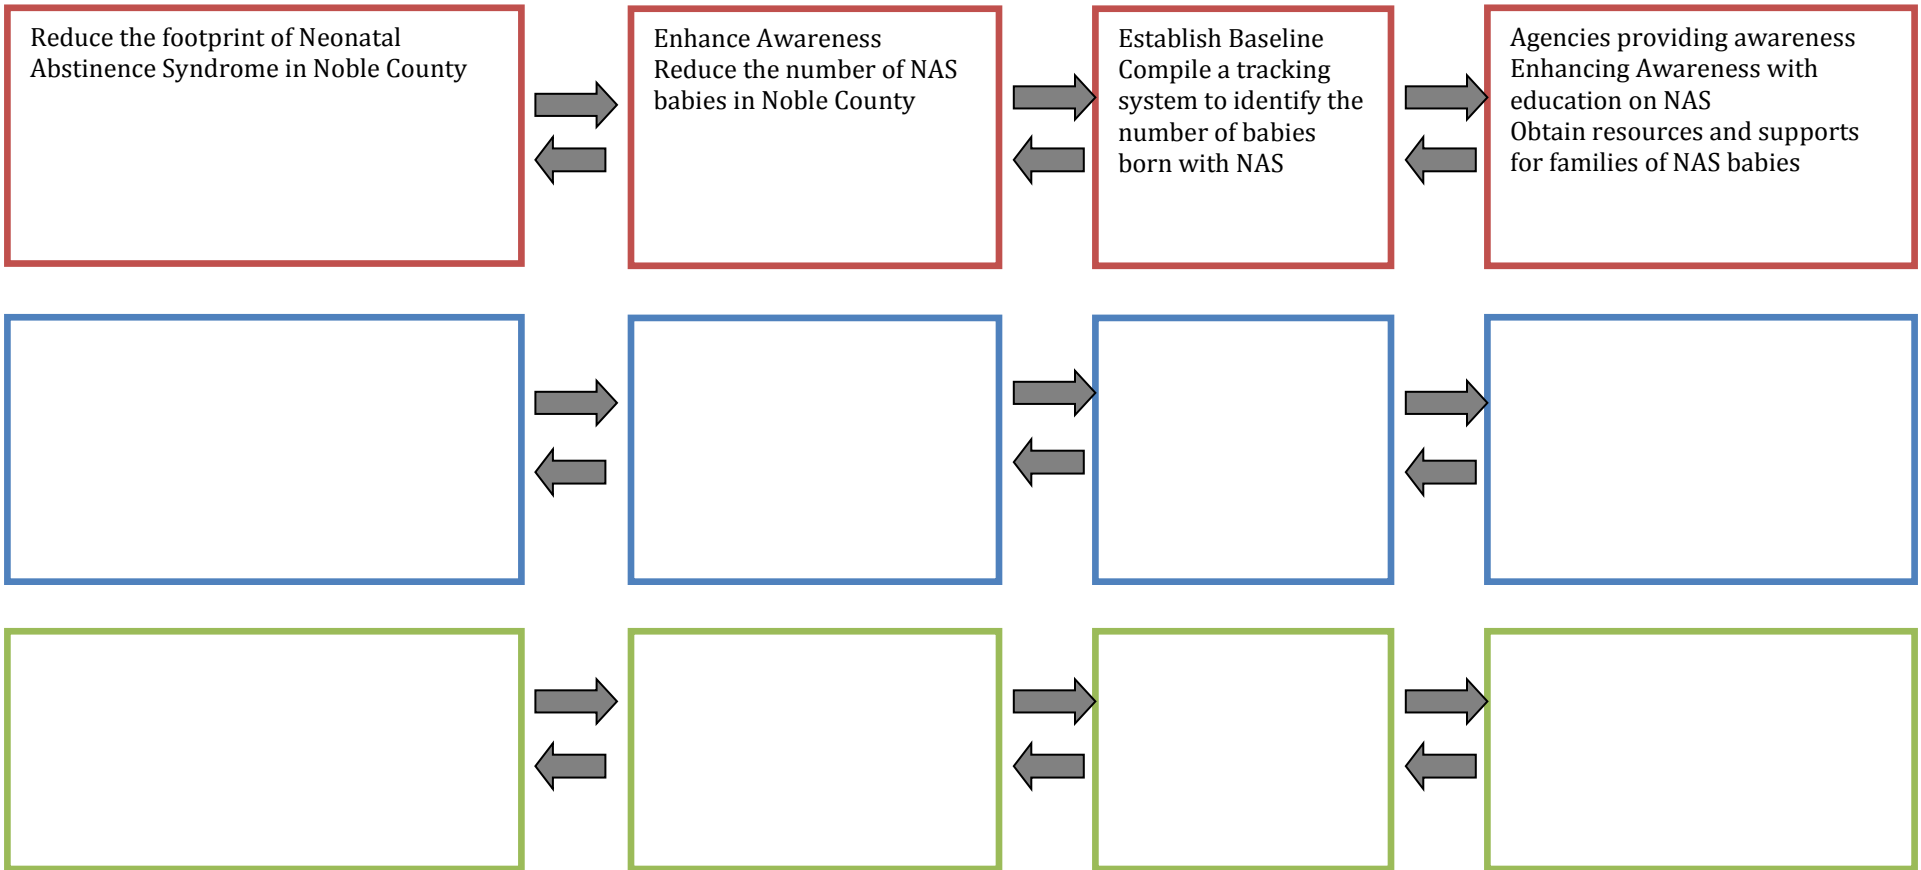 Reduce the footprint of Neonatal
Abstinence Syndrome in Noble County
Enhance Awareness
Reduce the number of NAS
babies in Noble County
Establish Baseline
Compile a tracking
system to identify the
number of babies
born with NAS
Agencies providing awareness
Enhancing Awareness with
education on NAS
Obtain resources and supports
for families of NAS babies